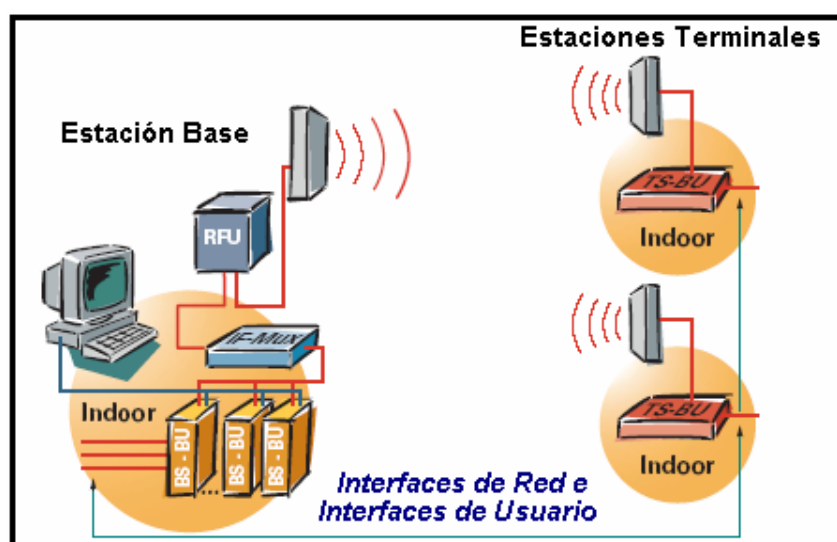 Estaciones Terminales
Estación Base
TS-BU
RFU
Indoor
IF-Mux
Indoor
BS - BU
...
BS - BU
BS - BU
TS-BU
Indoor
Interfaces de Red e
Interfaces de Usuario